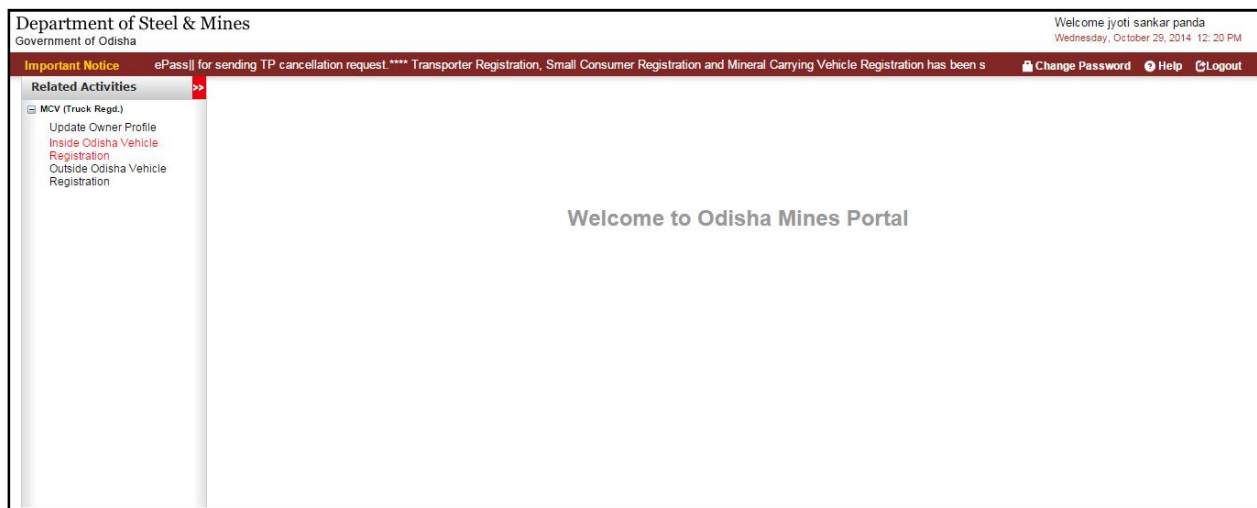 Department of Steel & Mines
Government of Odisha
Welcome jyoti sankar panda
Wednesday, October 29, 2014 12: 20 PM
Important Notice
ePass|| for sending TP cancellation request.**** Transporter Registration, Small Consumer Registration and Mineral Carrying Vehicle Registration has been s
Change Password
Help
Logout
Related Activities
>>
MCV (Truck Regd.)
Update Owner Profile
Inside Odisha Vehicle
Registration
Outside Odisha Vehicle
Registration
Welcome to Odisha Mines Portal